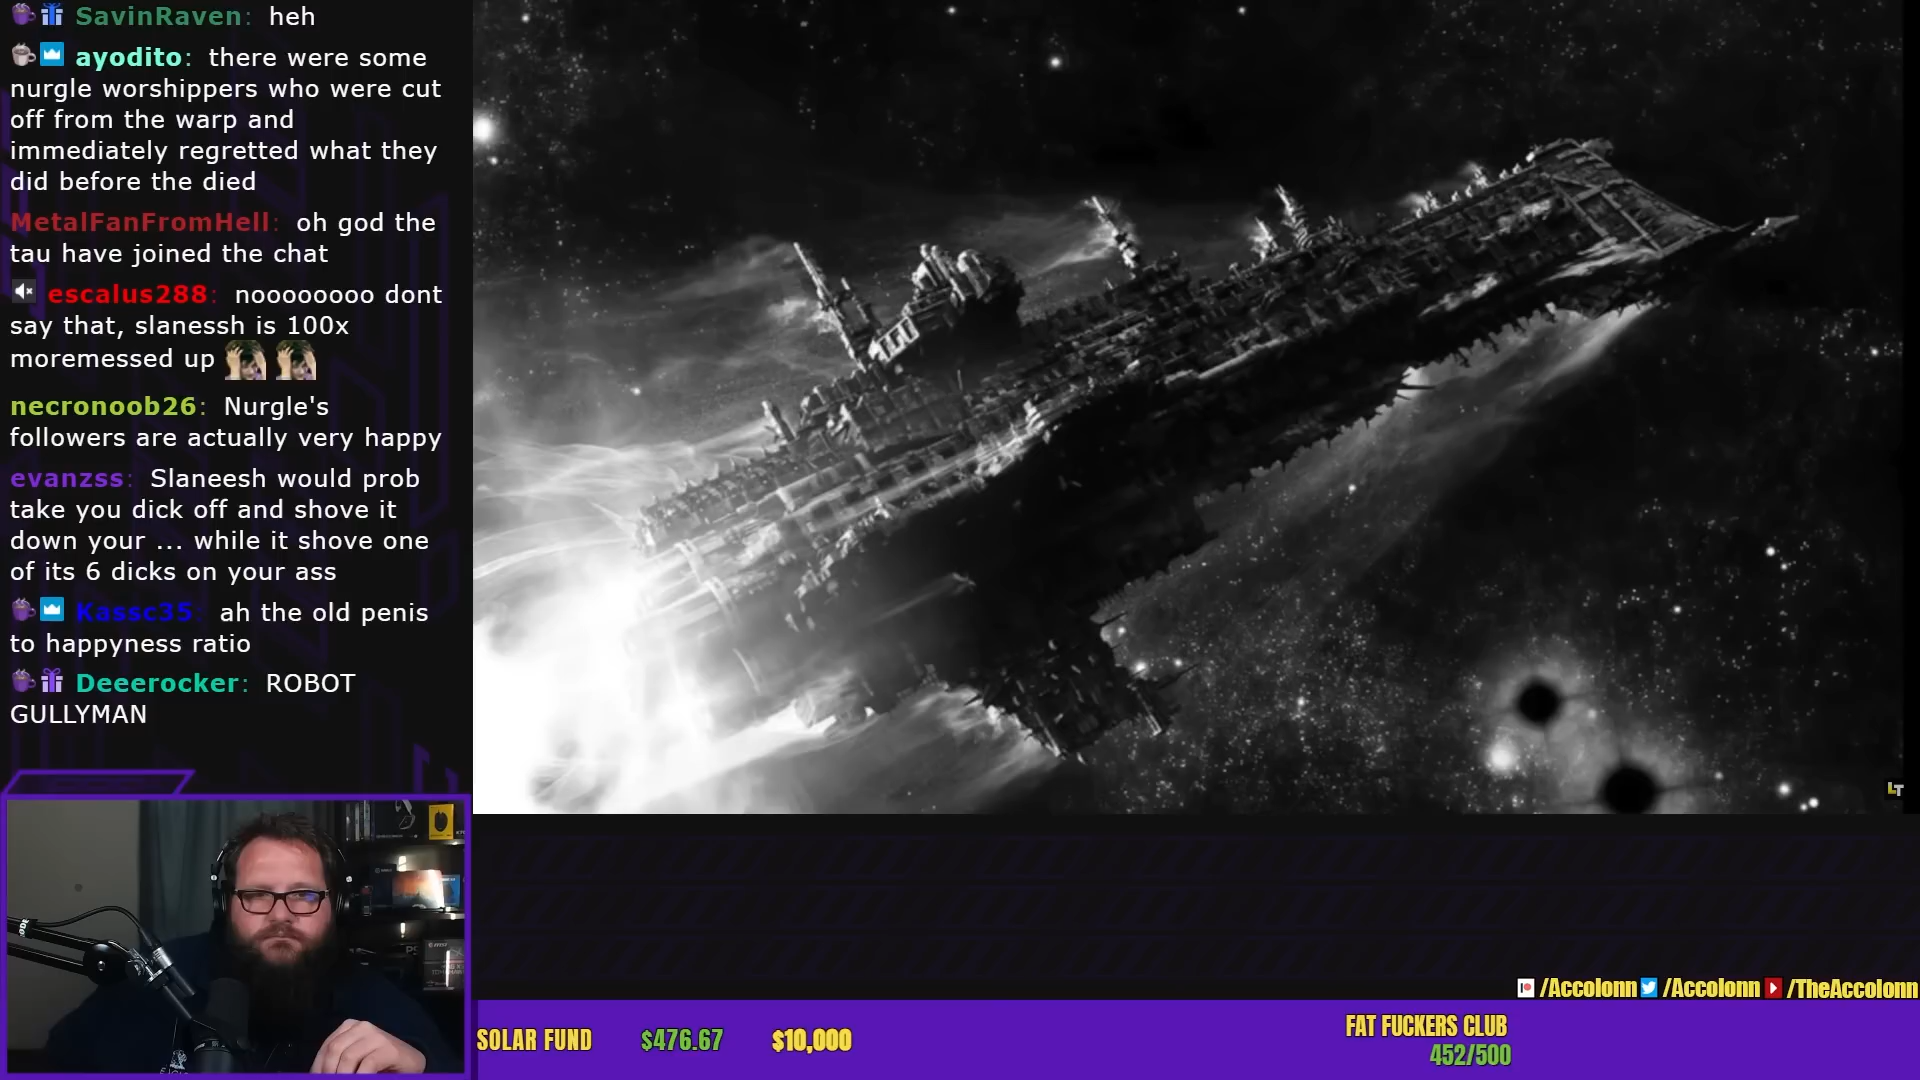 SavinRaven: heh
ayodito: there were some
nurgle worshippers who were cut
off from the warp and
immediately regretted what they
did before the died
MetalFanFromHell: oh god the
tau have joined the chat
escalus288: noooooooo dont
say that, slanessh is 100x
moremessed up
necronoob26: Nurgle's
followers are actually very happy
evanzss: Slaneesh would prob
take you dick off and shove it
down your ... while it shove one
of its 6 dicks on your ass
Kassc35: ah the old penis
to happyness ratio
Deeerocker: ROBOT
GULLYMAN
LT
/Accolonn /Accolonn /TheAccolonn
SOLAR FUND $476.67 $10,000
FAT FUCKERS CLUB
452/500